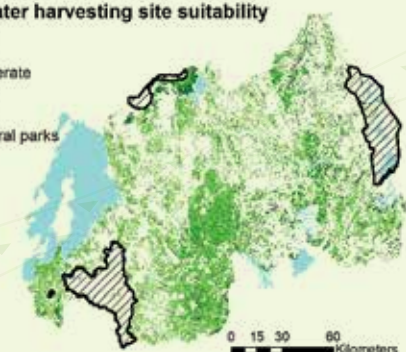 ater harvesting site suitability
erate
ral parks
0 15 30 60
Kilometers